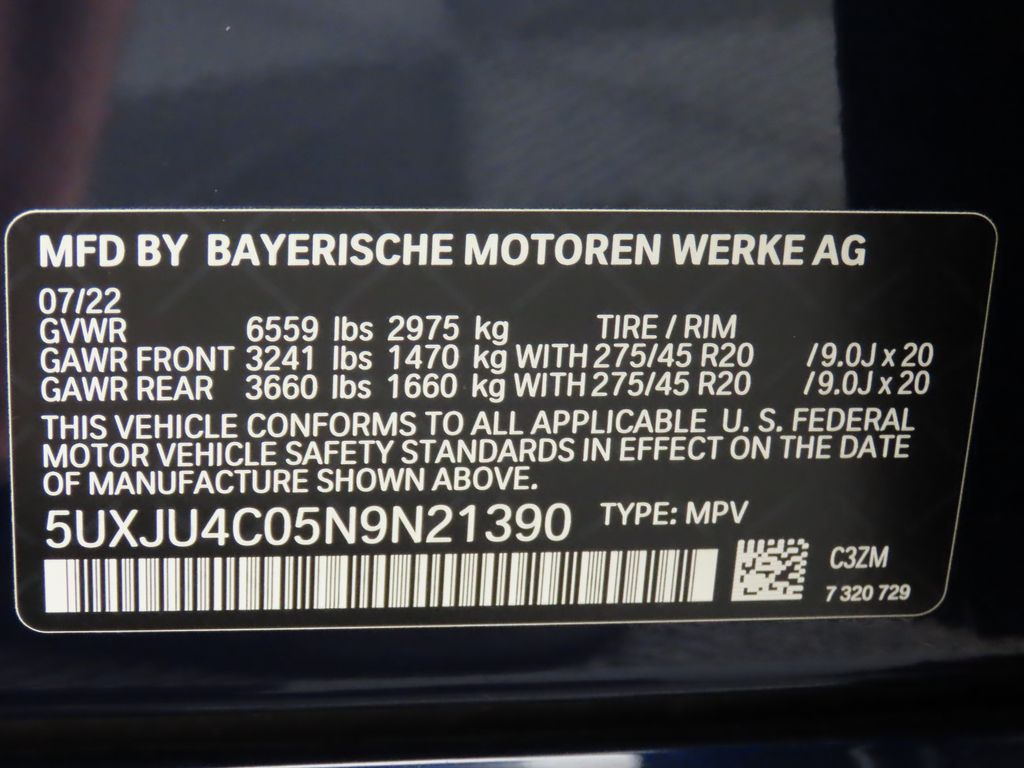 MFD BY BAYERISCHE MOTOREN WERKE AG
07/22
GVWR 6559 lbs 2975 kg TIRE / RIM
GAWR FRONT 3241 lbs 1470 kg WITH 275/45 R20 /9.0J x 20
GAWR REAR 3660 lbs 1660 kg WITH 275/45 R20 /9.0J x 20
THIS VEHICLE CONFORMS TO ALL APPLICABLE U. S. FEDERAL
MOTOR VEHICLE SAFETY STANDARDS IN EFFECT ON THE DATE
OF MANUFACTURE SHOWN ABOVE.
5UXJU4C05N9N21390 TYPE: MPV
C3ZM
7 320 729